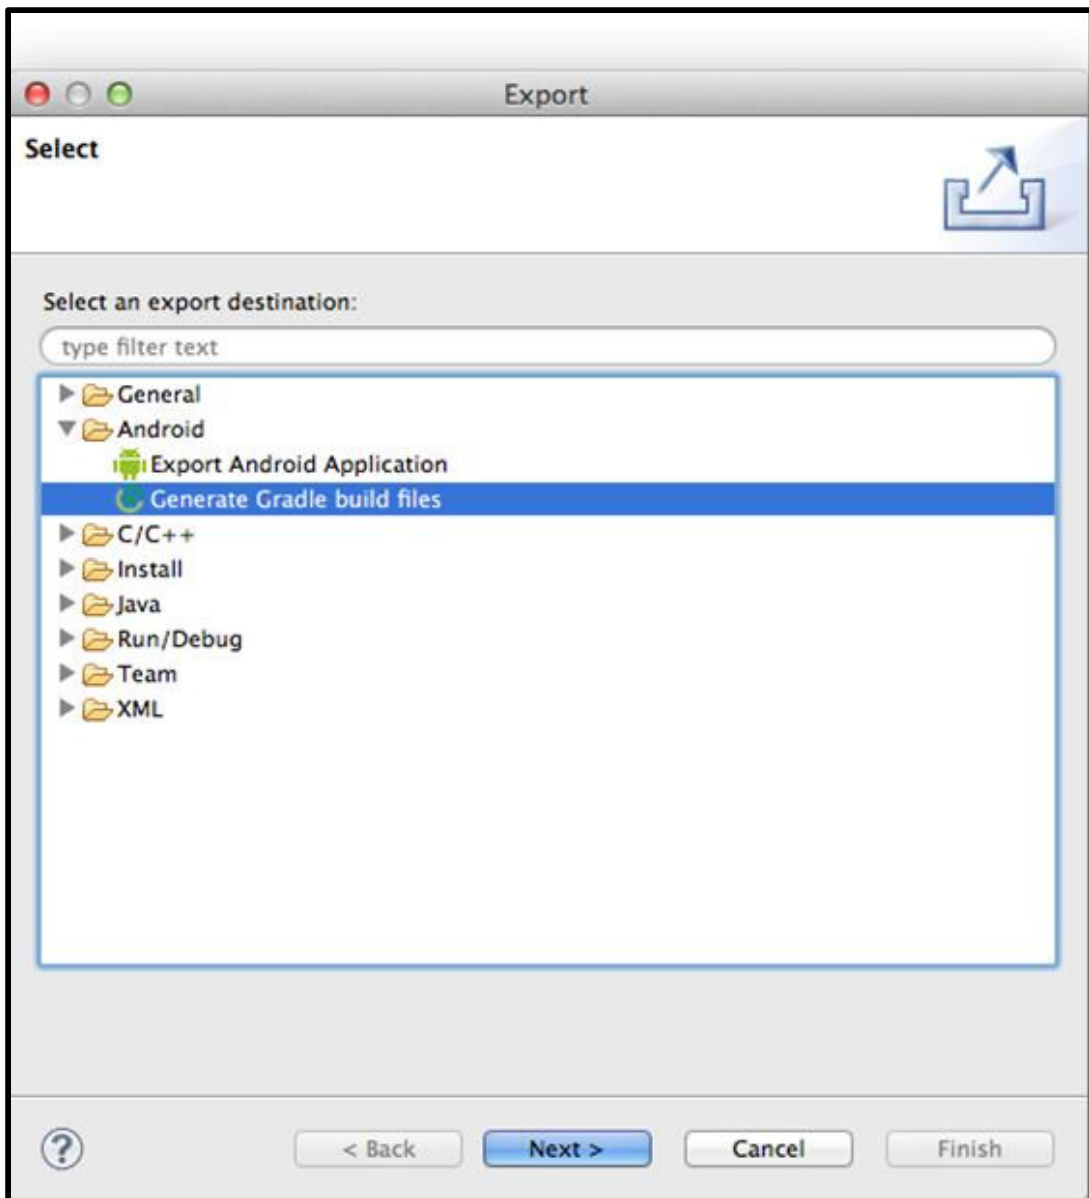 Export
Select
Select an export destination:
type filter text
General
Android
Export Android Application
Generate Gradle build files
C/C++
Install
Java
Run/Debug
Team
XML
?
< Back
Next >
Cancel
Finish